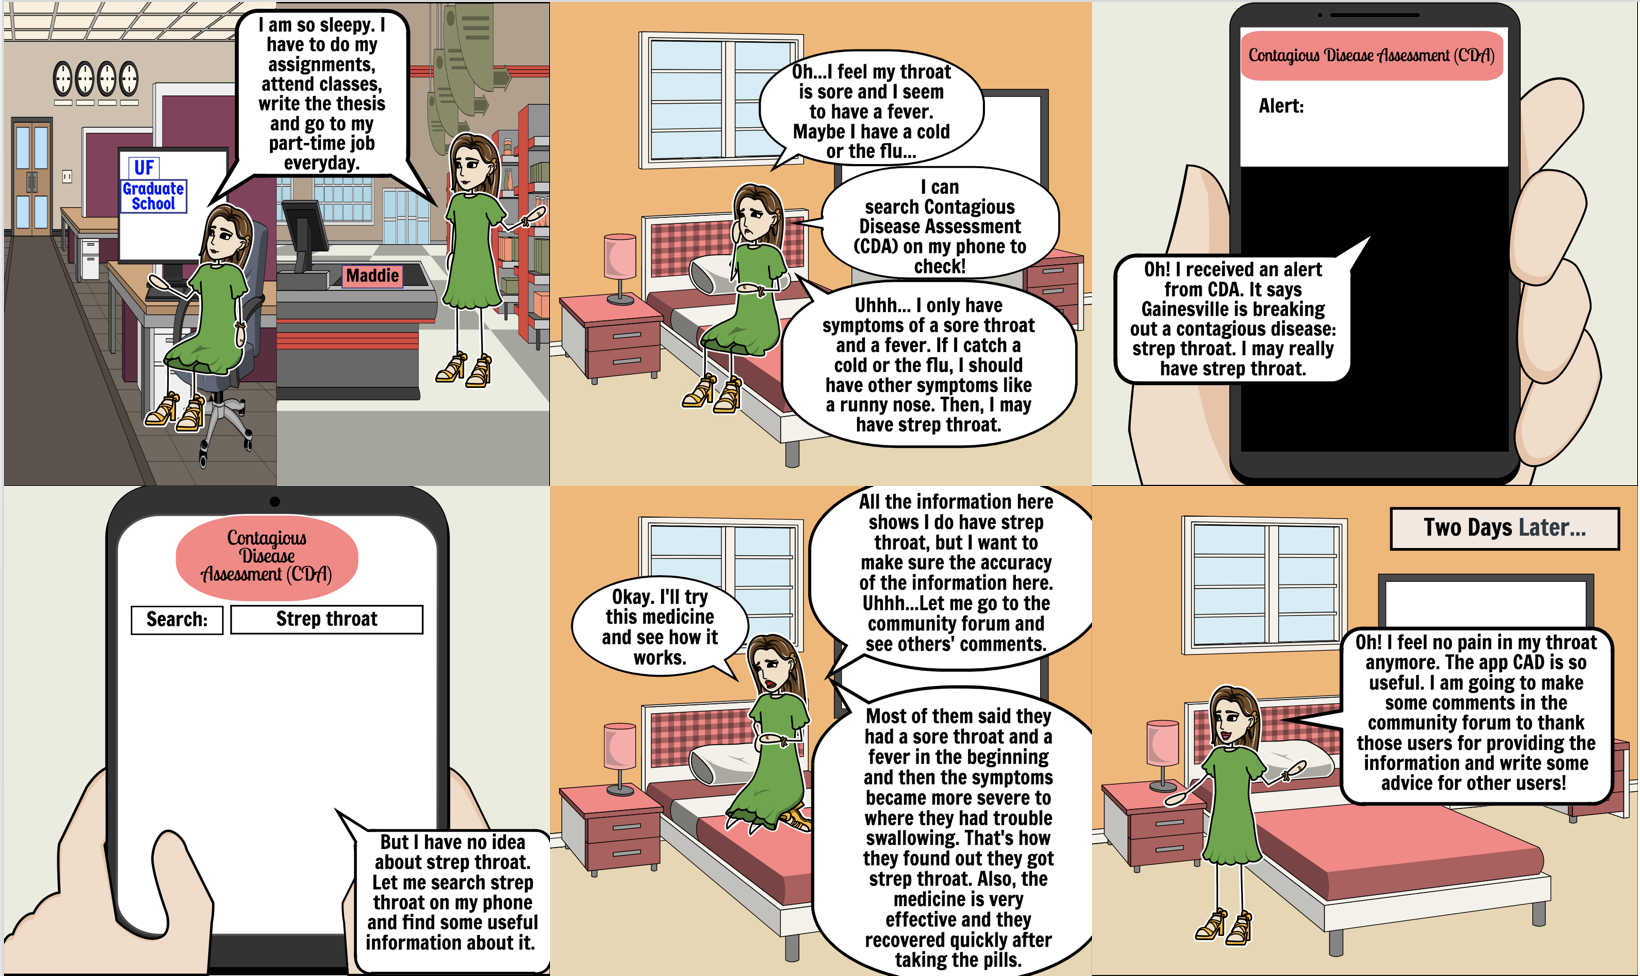 I am so sleepy. I
have to do my
assignments,
attend classes,
write the thesis
and go to my
part-time job
everyday.
UF
Graduate
School
Maddie
Oh...I feel my throat
is sore and I seem
to have a fever.
Maybe I have a cold
or the flu...
I can
search Contagious
Disease Assessment
(CDA) on my phone to
check!
Uhhh... I only have
symptoms of a sore throat
and a fever. If I catch a
cold or the flu, I should
have other symptoms like
a runny nose. Then, I may
have strep throat.
Contagious Disease Assessment (CDA)
Alert:
Oh! I received an alert
from CDA. It says
Gainesville is breaking
out a contagious disease:
strep throat. I may really
have strep throat.
Contagious
Disease
Assessment (CDA)
Search:
Strep throat
But I have no idea
about strep throat.
Let me search strep
throat on my phone
and find some useful
information about it.
All the information here
shows I do have strep
throat, but I want to
make sure the accuracy
of the information here.
Uhhh...Let me go to the
community forum and
see others' comments.
Most of them said they
had a sore throat and a
fever in the beginning
and then the symptoms
became more severe to
where they had trouble
swallowing. That's how
they found out they got
strep throat. Also, the
medicine is very
effective and they
recovered quickly after
taking the pills.
Okay. I'll try
this medicine
and see how it
works.
Two Days Later...
Oh! I feel no pain in my throat
anymore. The app CAD is so
useful. I am going to make
some comments in the
community forum to thank
those users for providing the
information and write some
advice for other users!